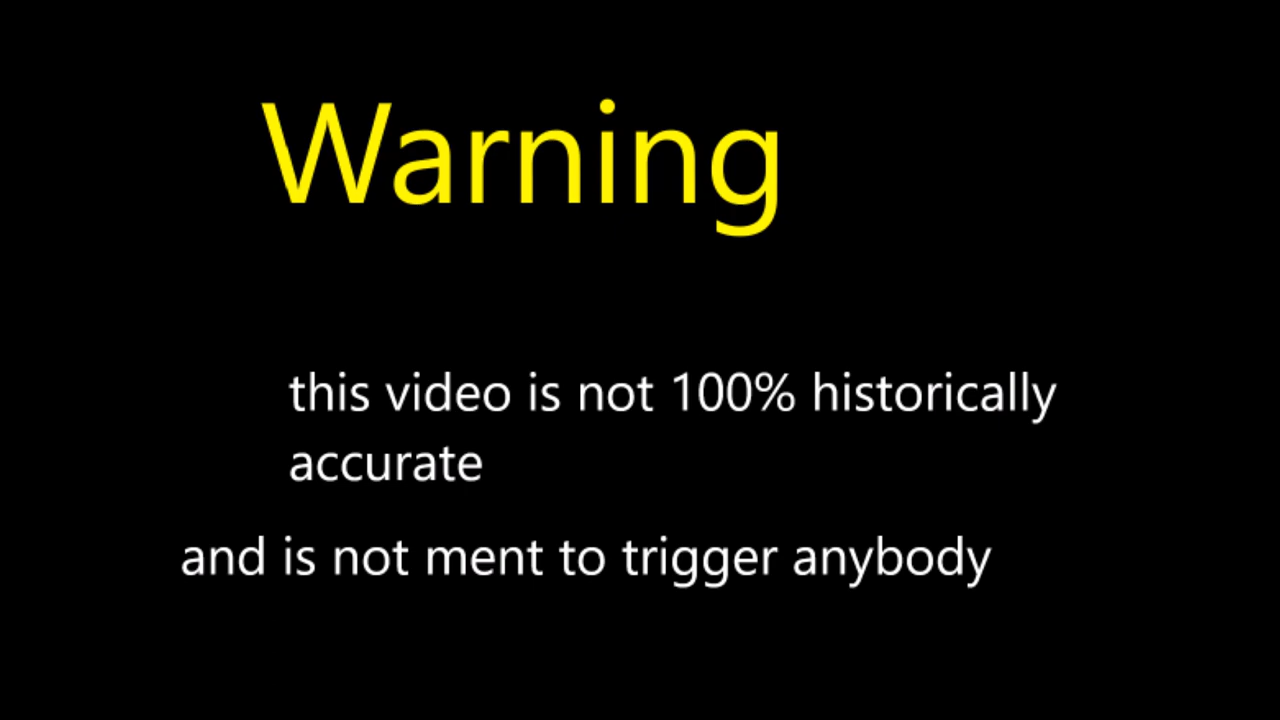 Warning
this video is not 100% historically
accurate
and is not ment to trigger anybody